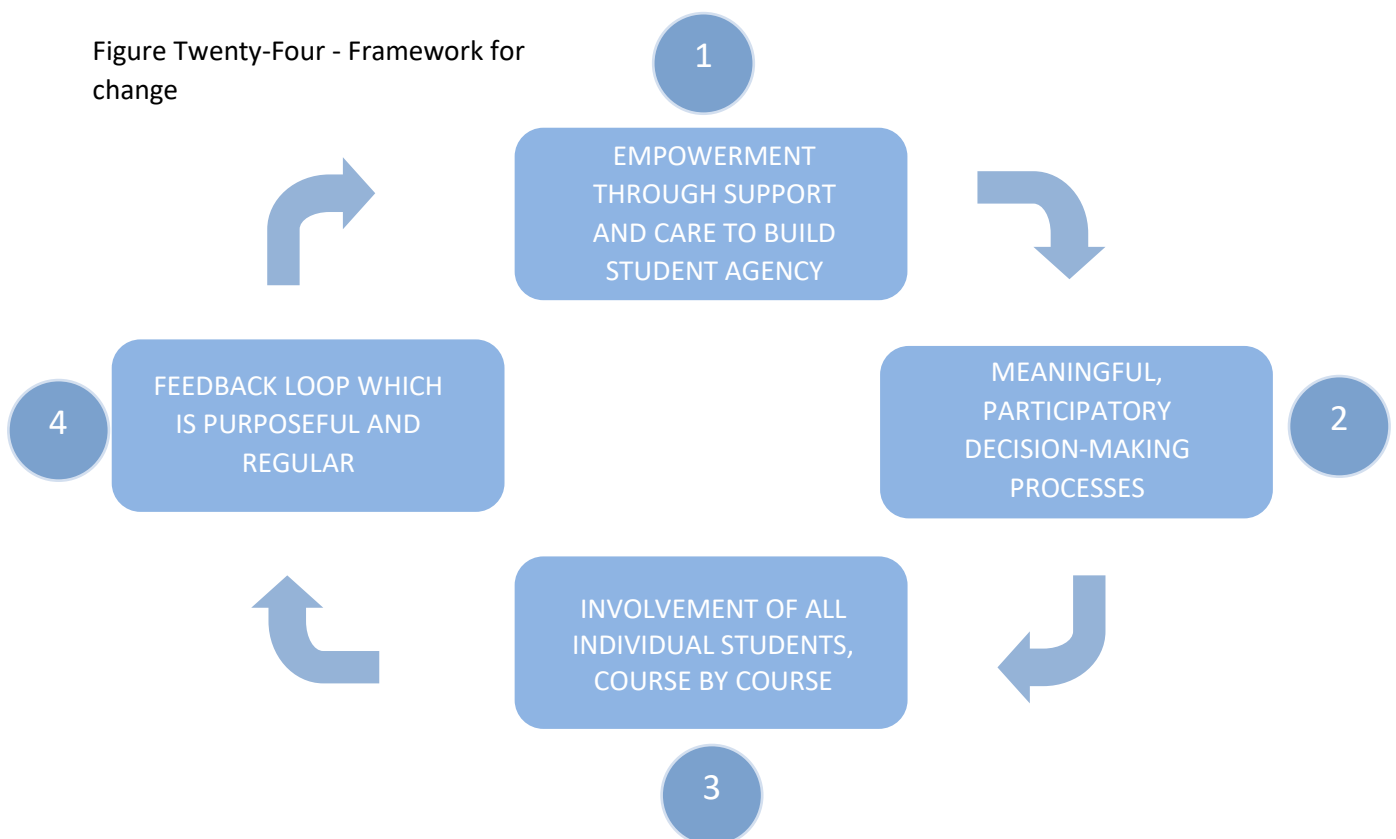 Figure Twenty-Four - Framework for
change
1
EMPOWERMENT
THROUGH SUPPORT
AND CARE TO BUILD
STUDENT AGENCY
MEANINGFUL,
PARTICIPATORY
DECISION-MAKING
PROCESSES
2
INVOLVEMENT OF ALL
INDIVIDUAL STUDENTS,
COURSE BY COURSE
3
FEEDBACK LOOP WHICH
IS PURPOSEFUL AND
REGULAR
4